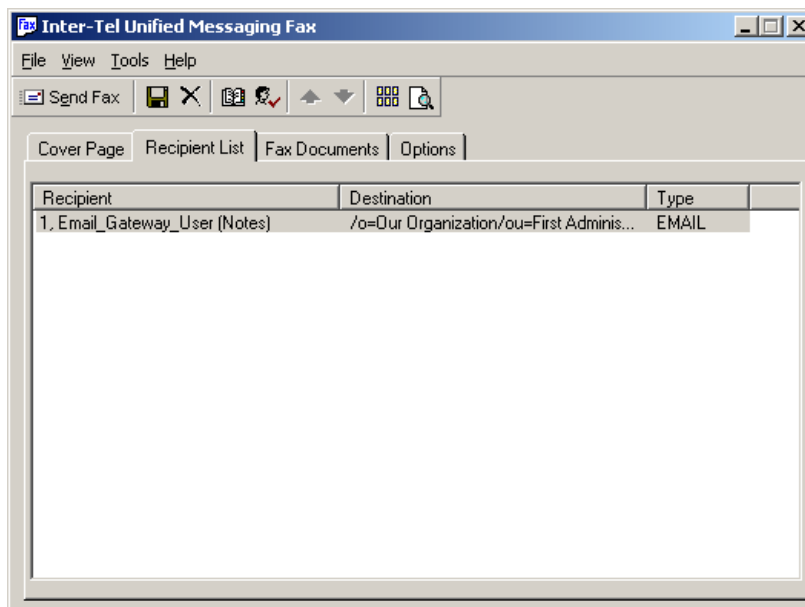 Fax Inter-Tel Unified Messaging Fax
File View Tools Help
Send Fax
Cover Page Recipient List Fax Documents Options
Recipient Destination Type
1, Email_Gateway_User (Notes) /o=Our Organization/ou=First Adminis... EMAIL